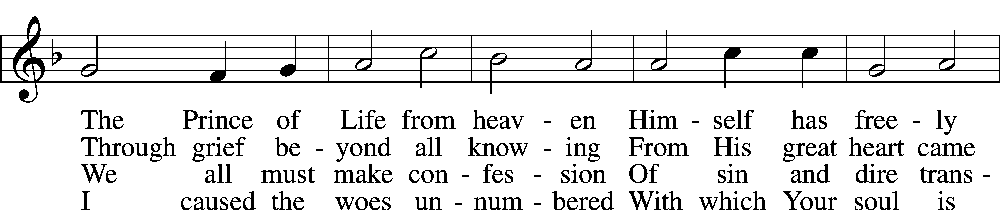 The Prince of Life from heav - en Him - self has free - ly
Through grief be - yond all know - ing From His great heart came
We all must make con - fes - sion Of sin and dire trans -
I caused the woes un - num - bered With which Your soul is